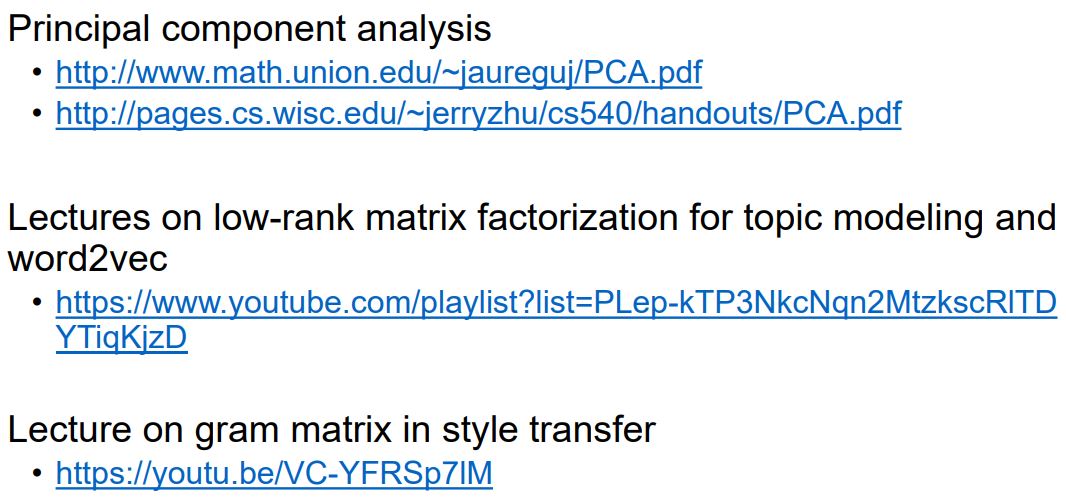 Principal component analysis
• http://www.math.union.edu/~jaureguj/PCA.pdf
• http://pages.cs.wisc.edu/~jerryzhu/cs540/handouts/PCA.pdf
Lectures on low-rank matrix factorization for topic modeling and
word2vec
• https://www.youtube.com/playlist?list=PLep-kTP3NkcNqn2MtzkscRlTD
YTiqKjzD
Lecture on gram matrix in style transfer
• https://youtu.be/VC-YFRSp7lM